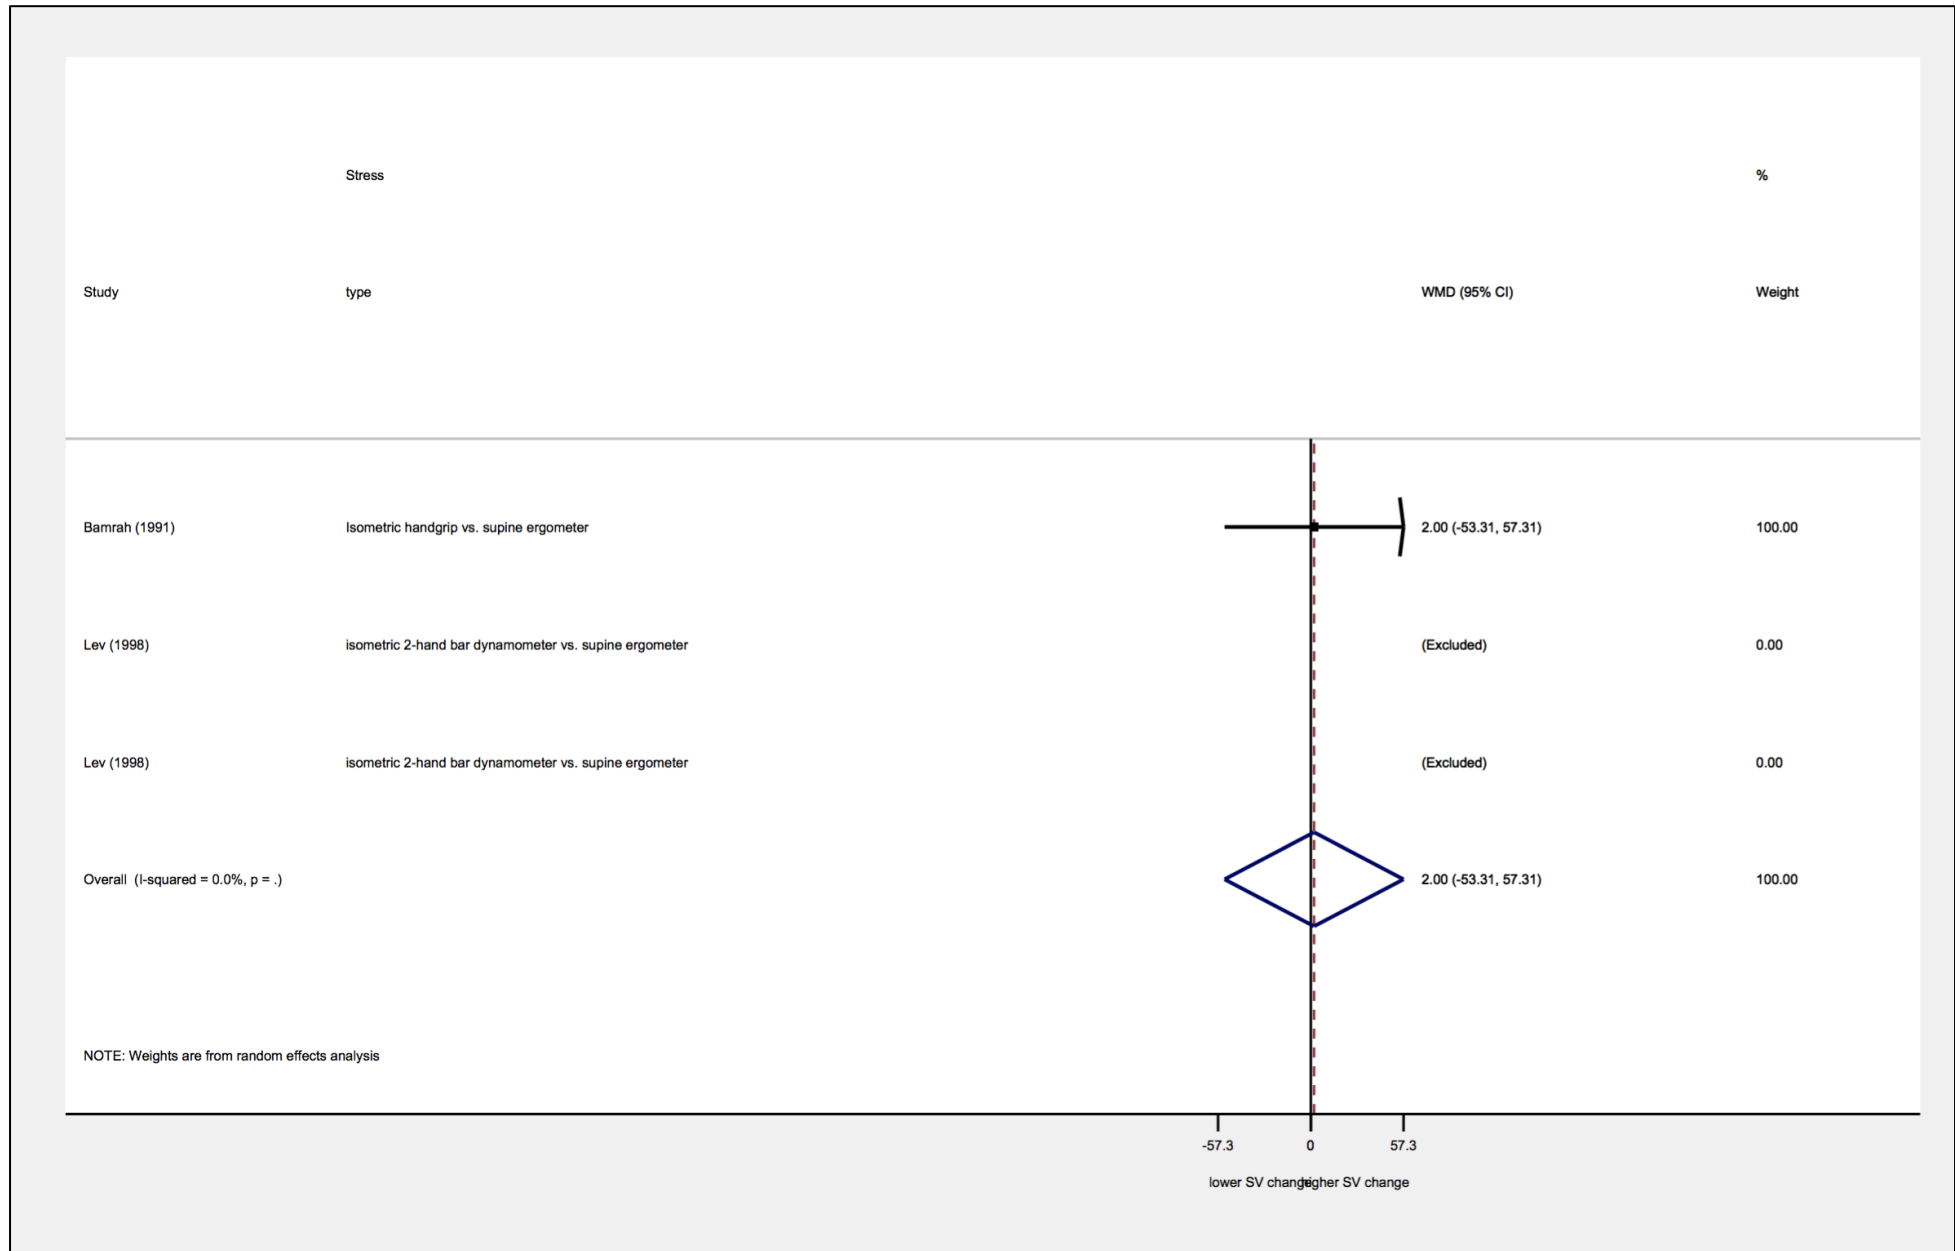 Stress %
Study type WMD (95% CI) Weight
Bamrah (1991) Isometric handgrip vs. supine ergometer 2.00 (-53.31, 57.31) 100.00
Lev (1998) isometric 2-hand bar dynamometer vs. supine ergometer (Excluded) 0.00
Lev (1998) isometric 2-hand bar dynamometer vs. supine ergometer (Excluded) 0.00
Overall (I-squared = 0.0%, p = .) 2.00 (-53.31, 57.31) 100.00
NOTE: Weights are from random effects analysis
-57.3 0 57.3
lower SV change higher SV change